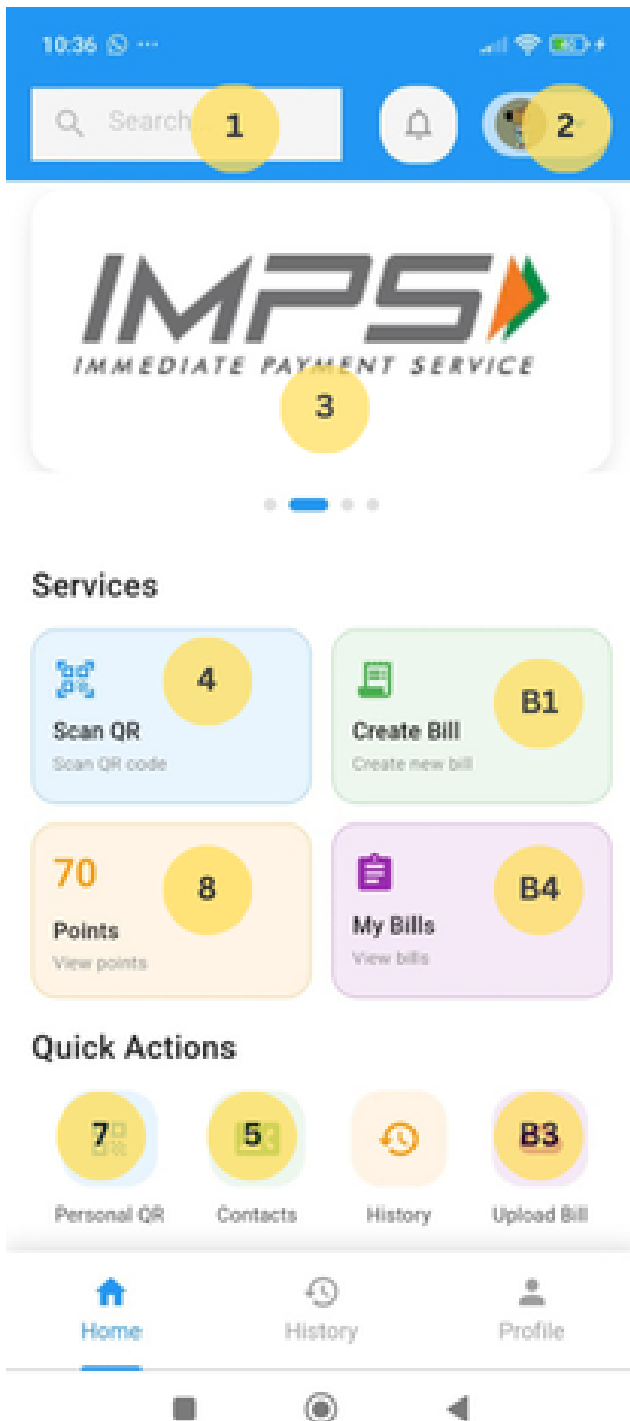 10:36
Search
1
2
IMPS
IMMEDIATE PAYMENT SERVICE
3
Services
4
Scan QR
Scan QR code
B1
Create Bill
Create new bill
70
8
Points
View points
B4
My Bills
View bills
Quick Actions
7
5
B3
Personal QR
Contacts
History
Upload Bill
Home
History
Profile